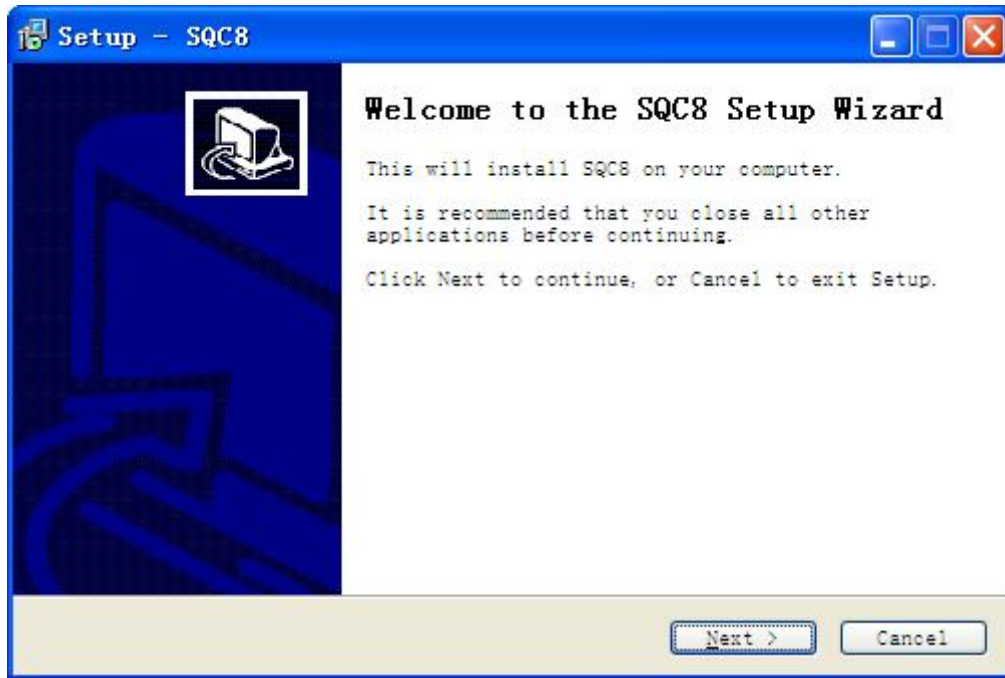 Setup - SQC8
Welcome to the SQC8 Setup Wizard
This will install SQC8 on your computer.
It is recommended that you close all other
applications before continuing.
Click Next to continue, or Cancel to exit Setup.
Next >
Cancel